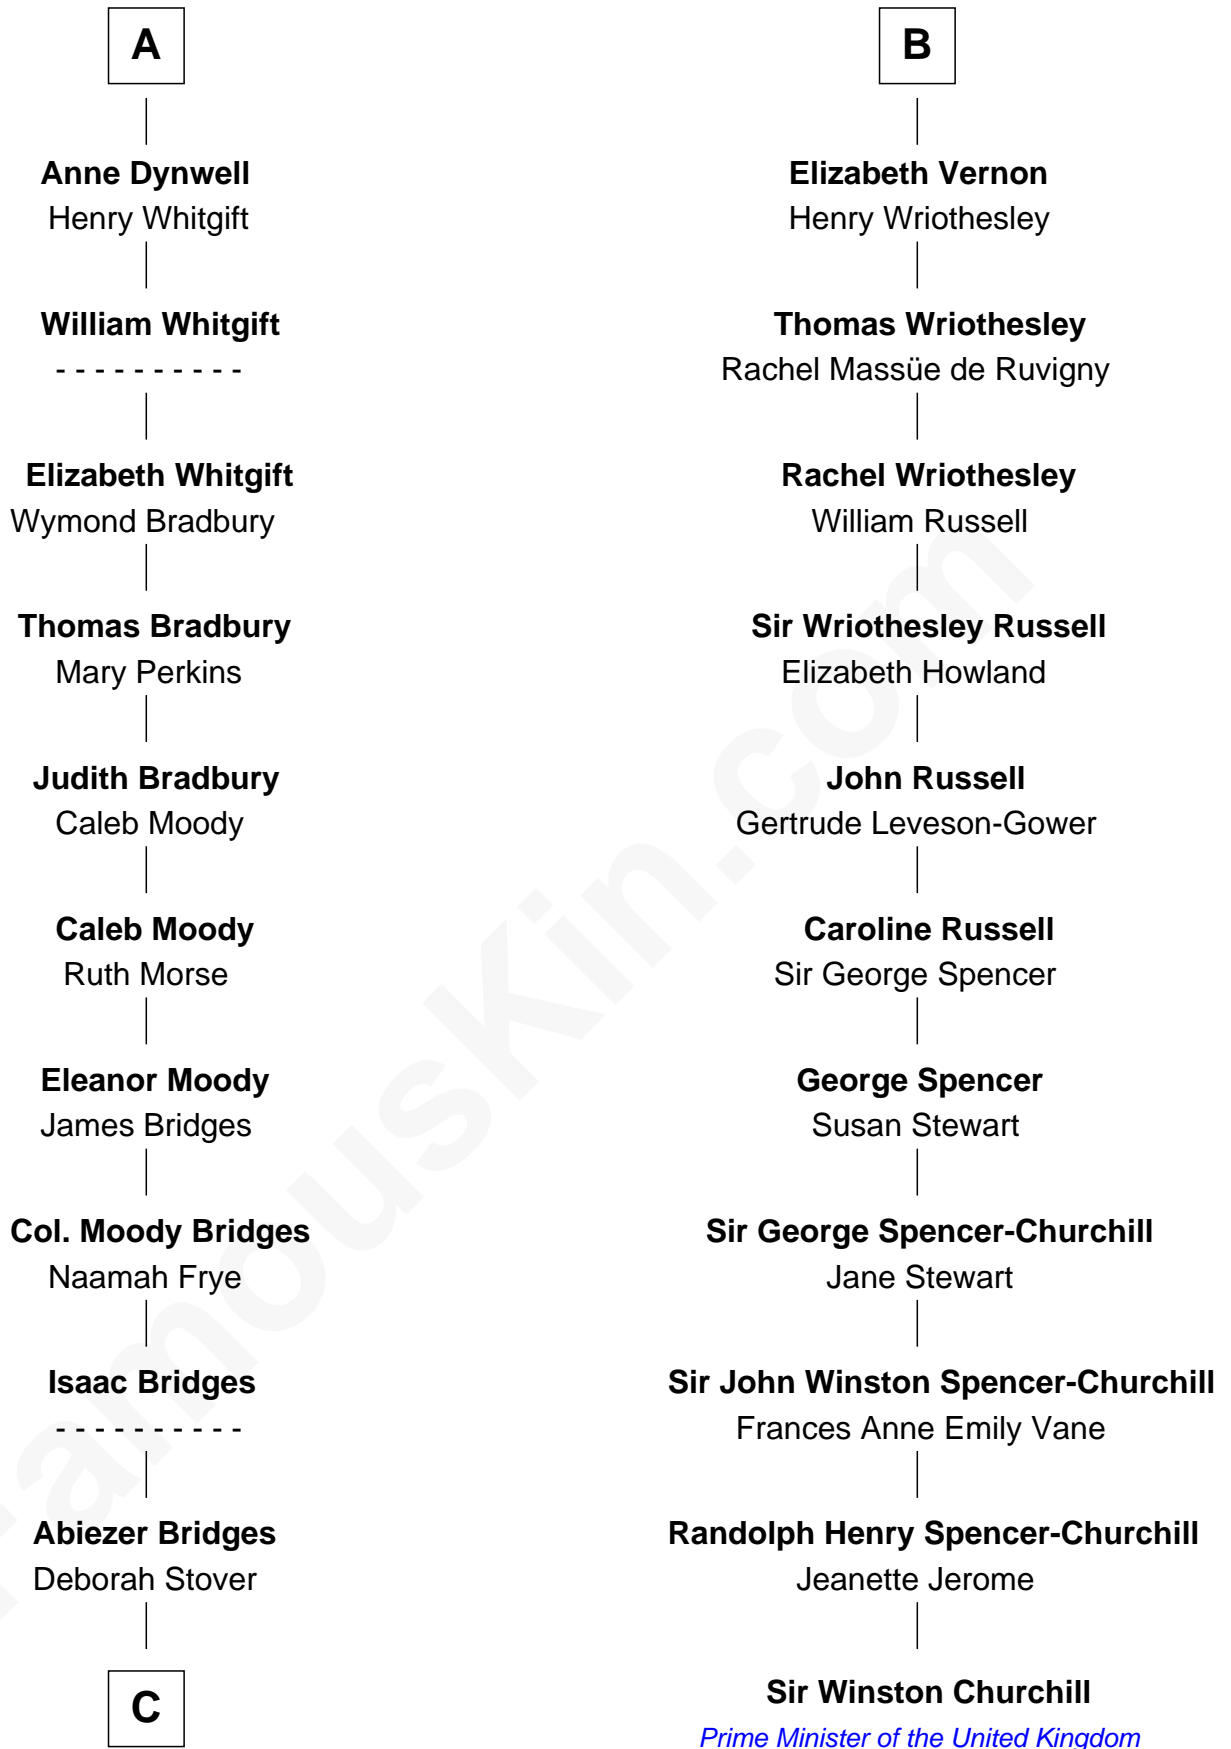 A
Anne Dynwell
Henry Whitgift
William Whitgift
- - - - - - - - - -
Elizabeth Whitgift
Wymond Bradbury
Thomas Bradbury
Mary Perkins
Judith Bradbury
Caleb Moody
Caleb Moody
Ruth Morse
Eleanor Moody
James Bridges
Col. Moody Bridges
Naamah Frye
Isaac Bridges
- - - - - - - - - -
Abiezer Bridges
Deborah Stover
C
B
Elizabeth Vernon
Henry Wriothesley
Thomas Wriothesley
Rachel Massüe de Ruvigny
Rachel Wriothesley
William Russell
Sir Wriothesley Russell
Elizabeth Howland
John Russell
Gertrude Leveson-Gower
Caroline Russell
Sir George Spencer
George Spencer
Susan Stewart
Sir George Spencer-Churchill
Jane Stewart
Sir John Winston Spencer-Churchill
Frances Anne Emily Vane
Randolph Henry Spencer-Churchill
Jeanette Jerome
Sir Winston Churchill
Prime Minister of the United Kingdom
FamousKin.com